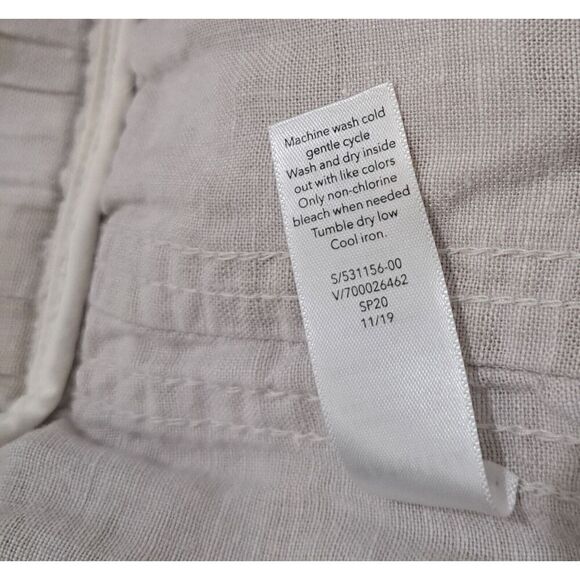 Machine wash cold
gentle cycle
Wash and dry inside
out with like colors
Only non-chlorine
bleach when needed
Tumble dry low
Cool iron.
S/531156-00
V/700026462
SP20
11/19